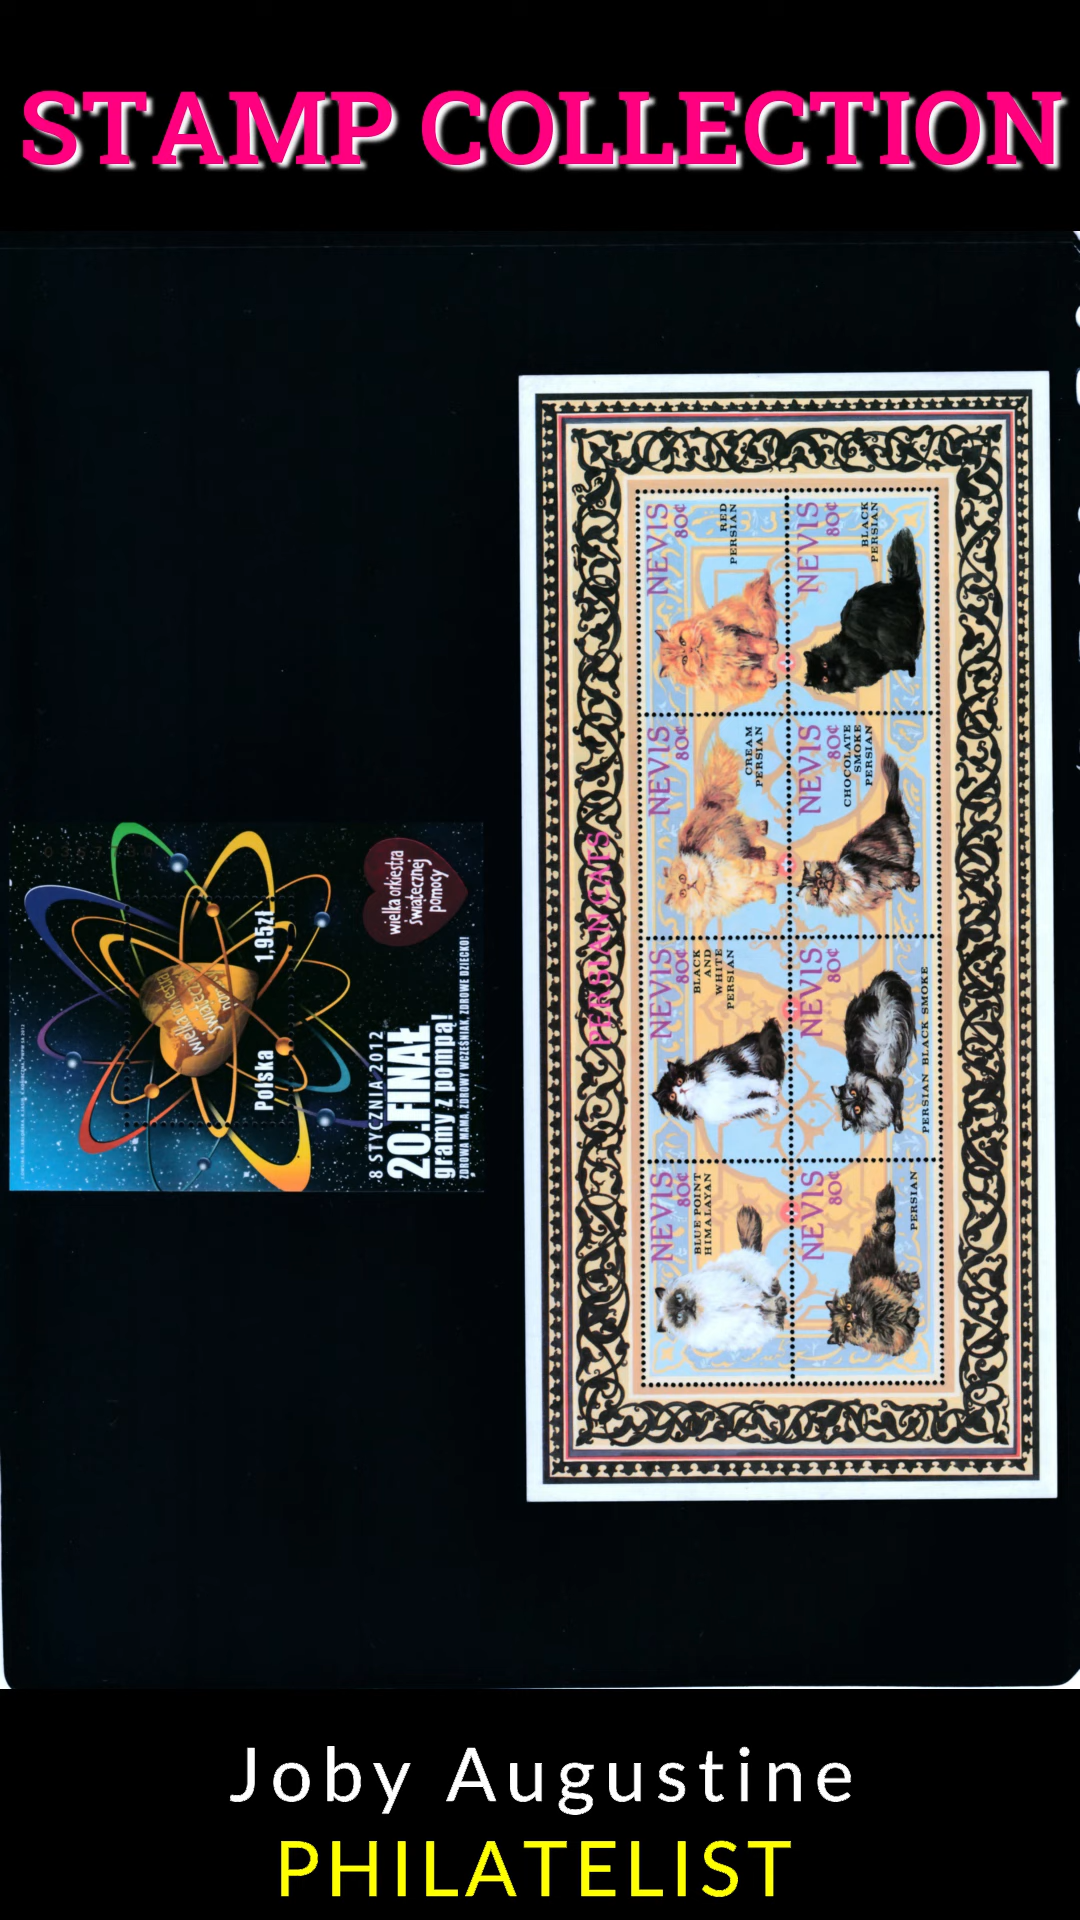 STAMP COLLECTION
wielka orkiestra
świątecznej
pomocy
1,95zł
Polska
8 STYCZNIA 2012
20.FINAŁ
gramy z pompą!
ZDROWA MAMA, ZDROWY WCZEŚNIAK, ZDROWE DZIECKO!
PERSIAN CATS
NEVIS
80¢
BLUE POINT
HIMALAYAN
NEVIS
80¢
BLACK
AND
WHITE
PERSIAN
NEVIS
80¢
CREAM
PERSIAN
NEVIS
80¢
RED
PERSIAN
NEVIS
80¢
PERSIAN
NEVIS
80¢
PERSIAN BLACK SMOKE
NEVIS
80¢
CHOCOLATE
SMOKE
PERSIAN
NEVIS
80¢
BLACK
PERSIAN
Joby Augustine
PHILATELIST